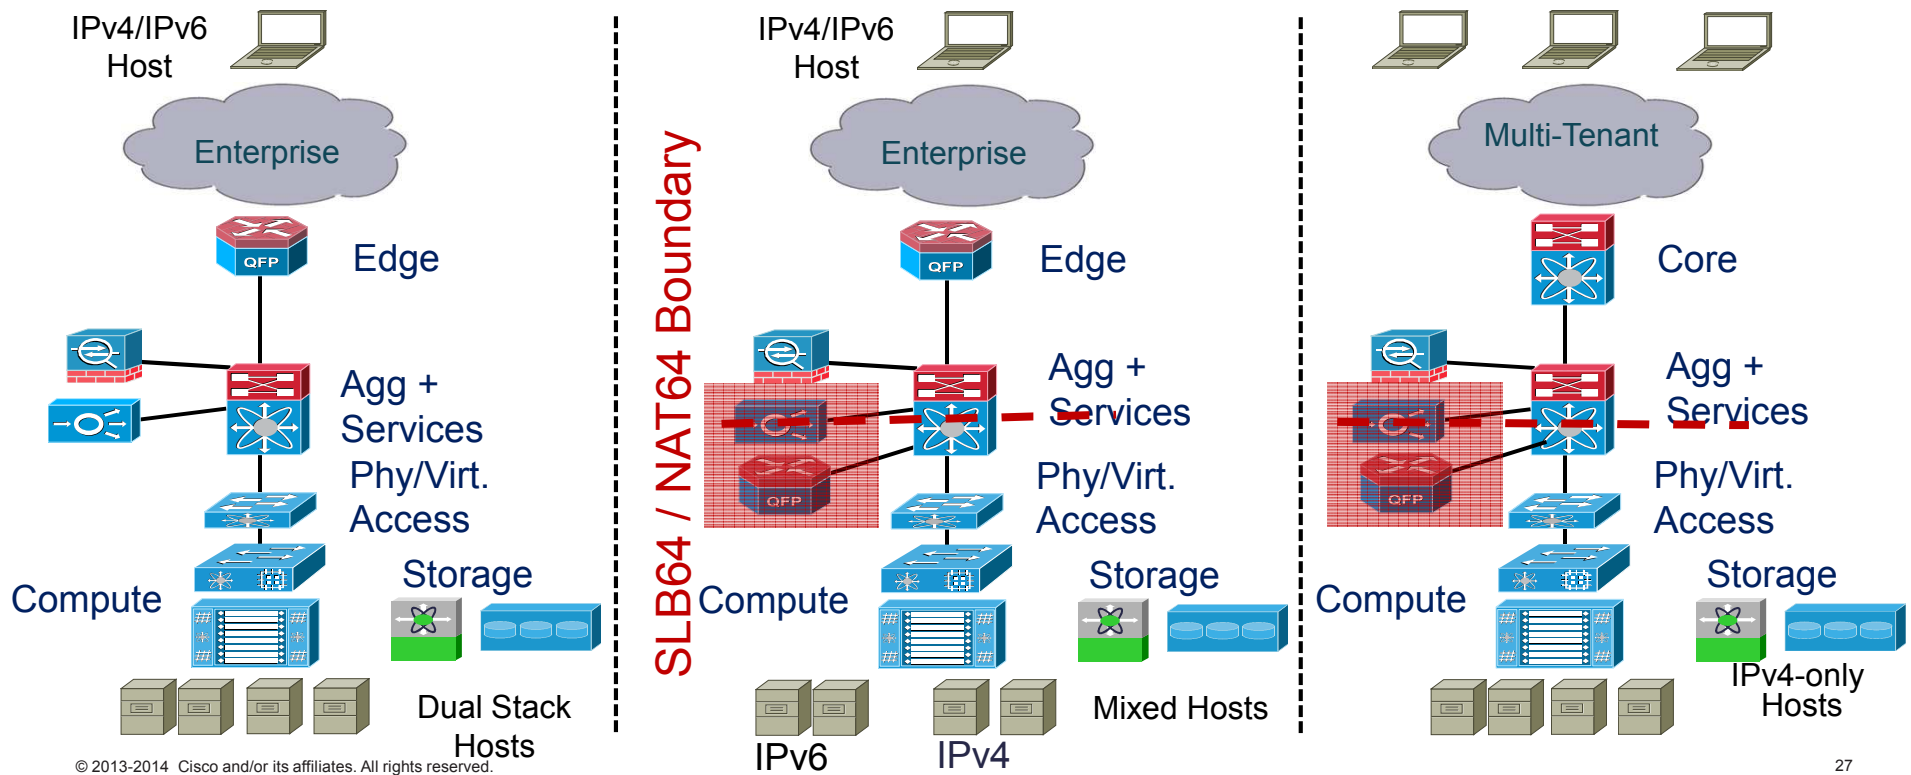 IPv4/IPv6
Host
Enterprise
QFP
Edge
Agg +
Services
Phy/Virt.
Access
Compute
Storage
Dual Stack
Hosts
SLB64 / NAT64 Boundary
IPv4/IPv6
Host
Enterprise
QFP
Edge
Agg +
Services
QFP
Phy/Virt.
Access
Compute
Storage
Mixed Hosts
IPv6
IPv4
Multi-Tenant
Core
Agg +
Services
QFP
Phy/Virt.
Access
Compute
Storage
IPv4-only
Hosts
© 2013-2014 Cisco and/or its affiliates. All rights reserved.
27